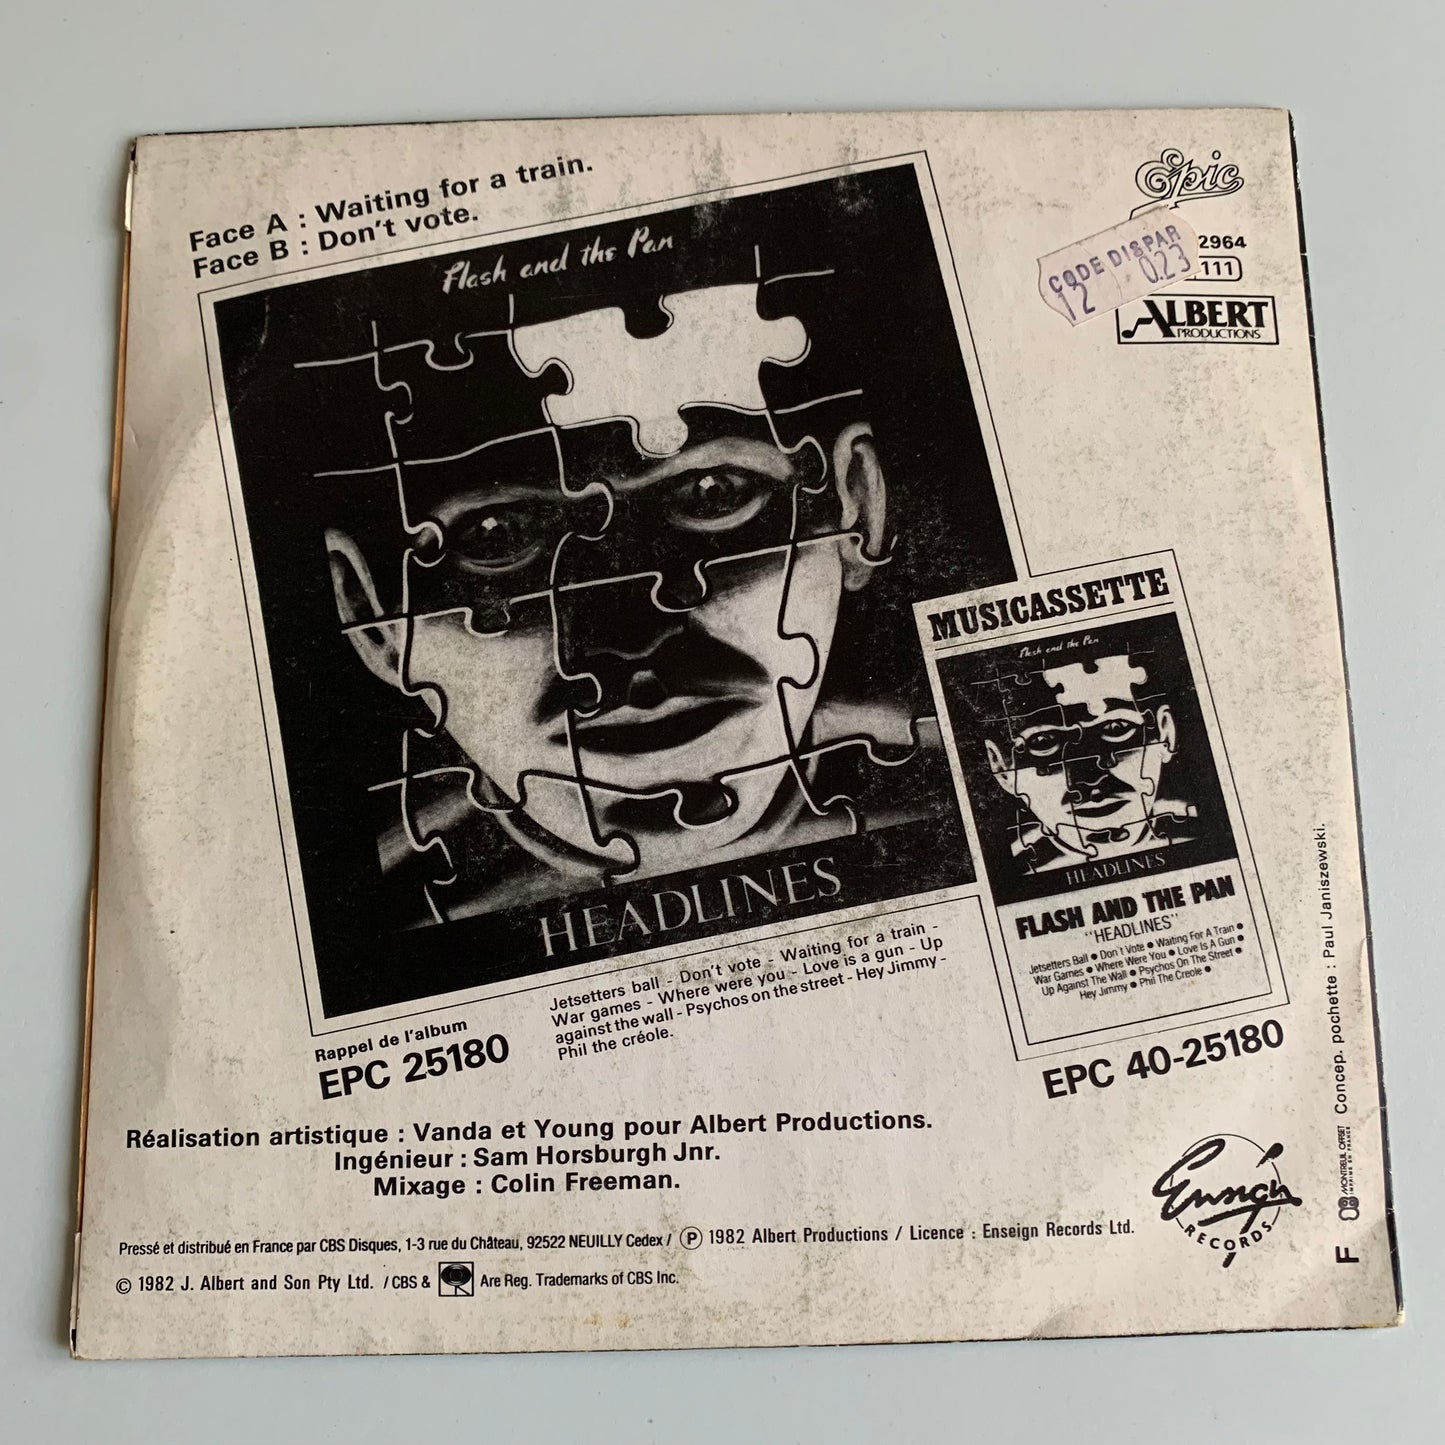 Face A : Waiting for a train.
Face B : Don't vote.
Flash and the Pan
HEADLINES
Epic
2964
111
CODE DISPAR
12 023
ALBERT
PRODUCTIONS
MUSICASSETTE
Flash and the Pan
HEADLINES
FLASH AND THE PAN
"HEADLINES"
Jetsetters Ball ● Don't Vote ● Waiting For A Train ●
War Games ● Where Were You ● Love Is A Gun ●
Up Against The Wall ● Psychos On The Street ●
Hey Jimmy ● Phil The Creole ●
EPC 40-25180
Rappel de l'album
EPC 25180
Jetsetters ball - Don't vote - Waiting for a train -
War games - Where were you - Love is a gun - Up
against the wall - Psychos on the street - Hey Jimmy -
Phil the créole.
Réalisation artistique : Vanda et Young pour Albert Productions.
Ingénieur : Sam Horsburgh Jnr.
Mixage : Colin Freeman.
Pressé et distribué en France par CBS Disques, 1-3 rue du Château, 92522 NEUILLY Cedex / Ⓟ 1982 Albert Productions / Licence : Enseign Records Ltd.
© 1982 J. Albert and Son Pty Ltd. / CBS & Are Reg. Trademarks of CBS Inc.
Ensign
RECORDS
Concep. pochette : Paul Janiszewski.
MONTREUIL OFFSET
IMPRIMÉ EN FRANCE
F